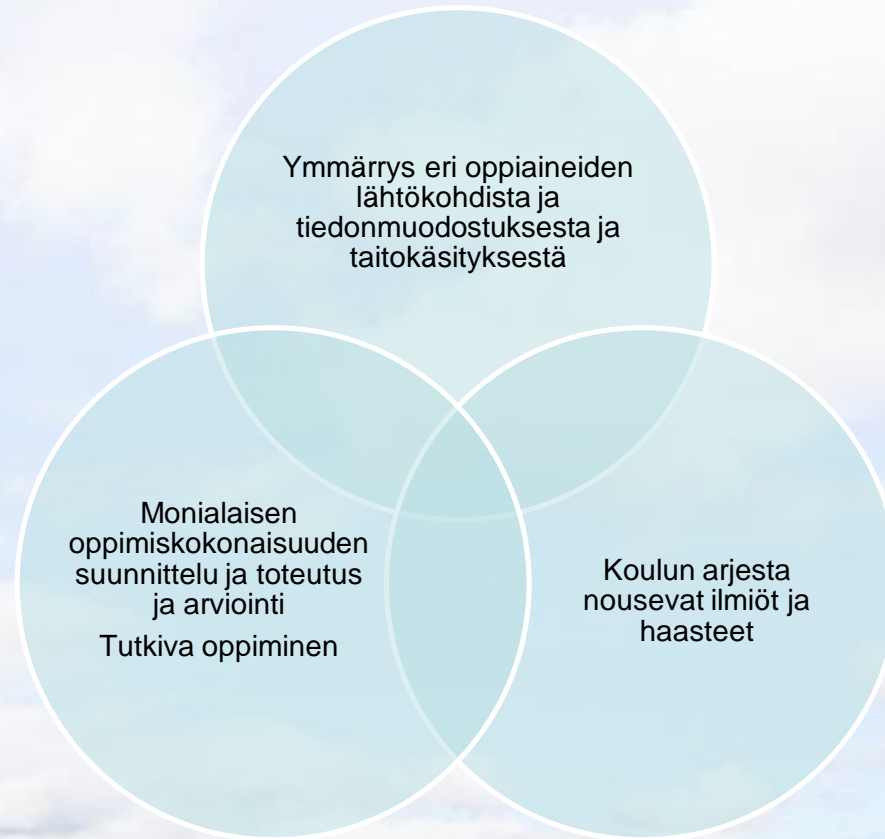 Ymmärrys eri oppiaineiden
lähtökohdista ja
tiedonmuodostuksesta ja
taitokäsityksestä
Monialaisen
oppimiskokonaisuuden
suunnittelu ja toteutus
ja arviointi
Tutkiva oppiminen
Koulun arjesta
nousevat ilmiöt ja
haasteet